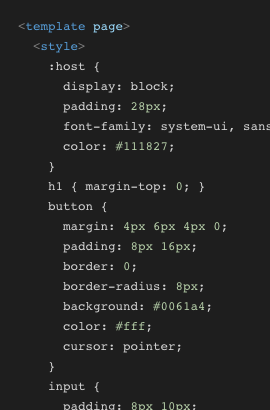 <template page>
<style>
:host {
display: block;
padding: 28px;
font-family: system-ui, sans
color: #111827;
}
h1 { margin-top: 0; }
button {
margin: 4px 6px 4px 0;
padding: 8px 16px;
border: 0;
border-radius: 8px;
background: #0061a4;
color: #fff;
cursor: pointer;
}
input {
padding: 8px 10px;